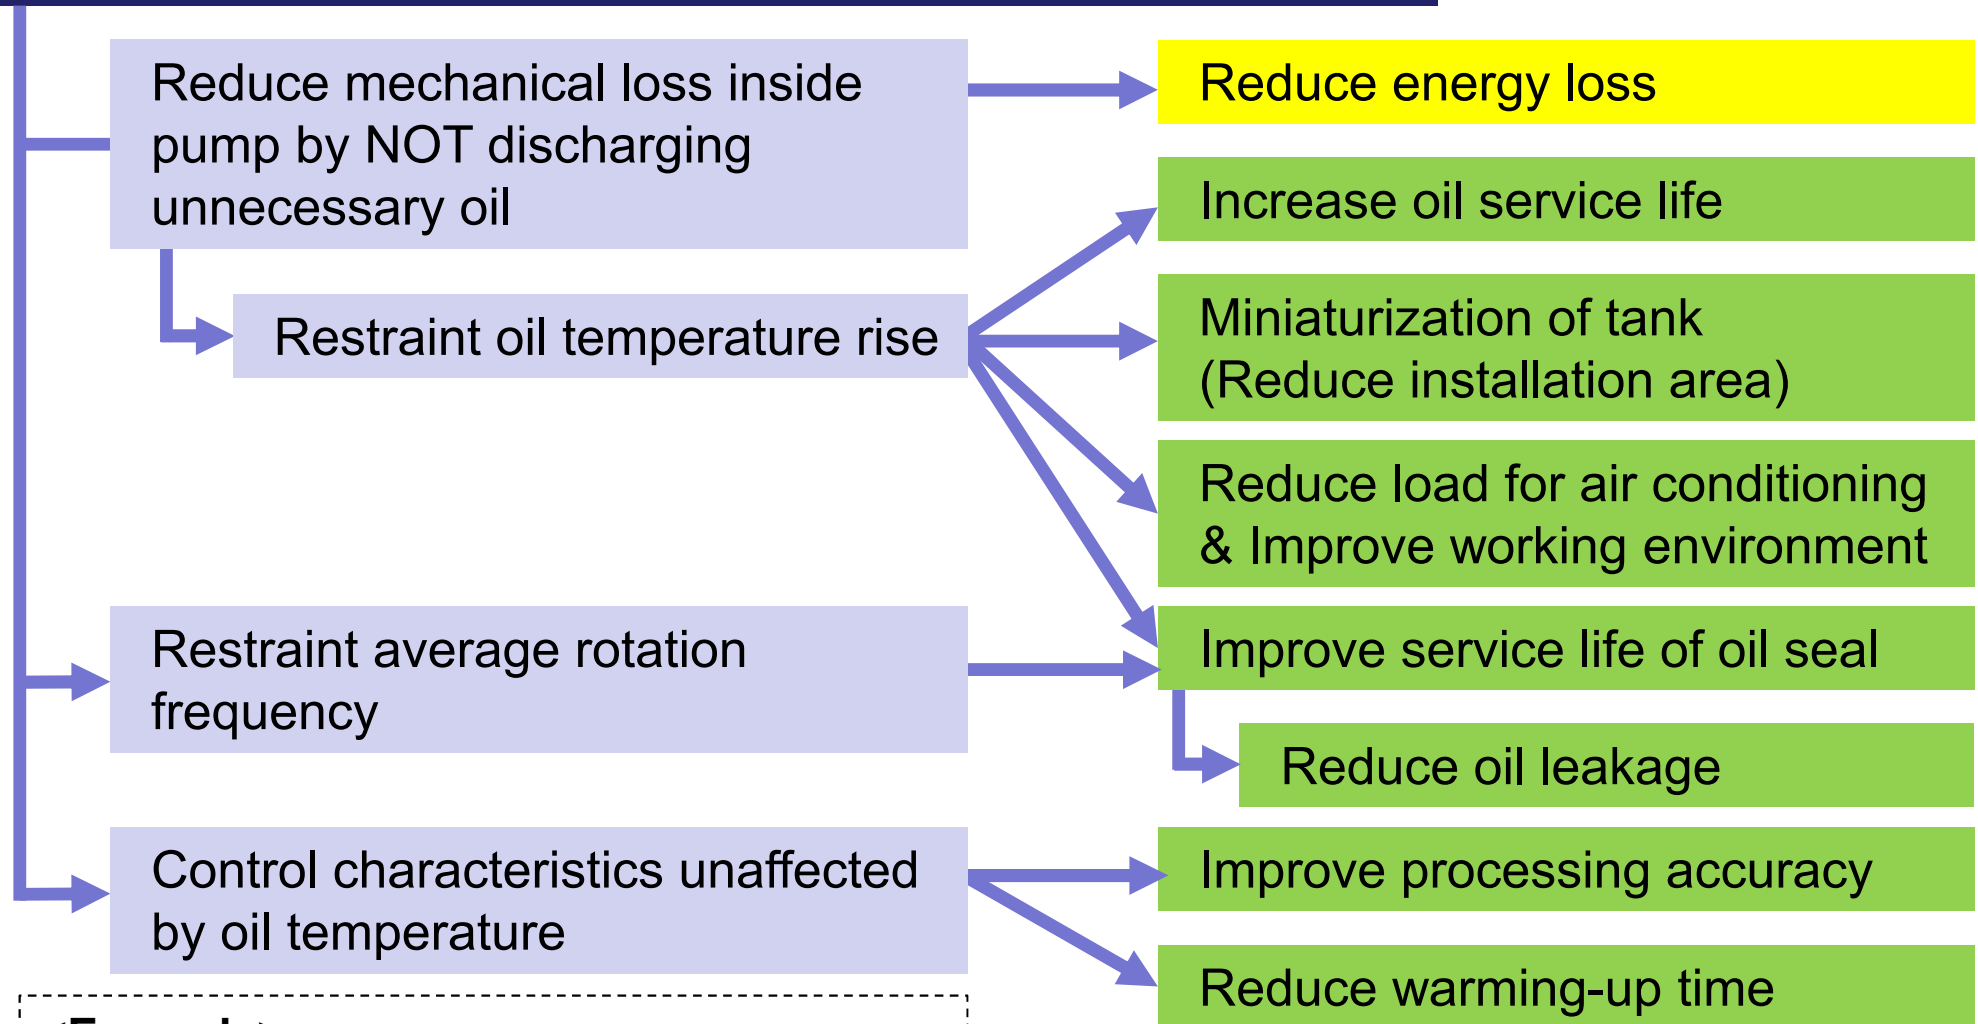 Reduce mechanical loss inside
pump by NOT discharging
unnecessary oil
Reduce energy loss
Increase oil service life
Restraint oil temperature rise
Miniaturization of tank
(Reduce installation area)
Reduce load for air conditioning
& Improve working environment
Restraint average rotation
frequency
Improve service life of oil seal
Reduce oil leakage
Control characteristics unaffected
by oil temperature
Improve processing accuracy
Reduce warming-up time